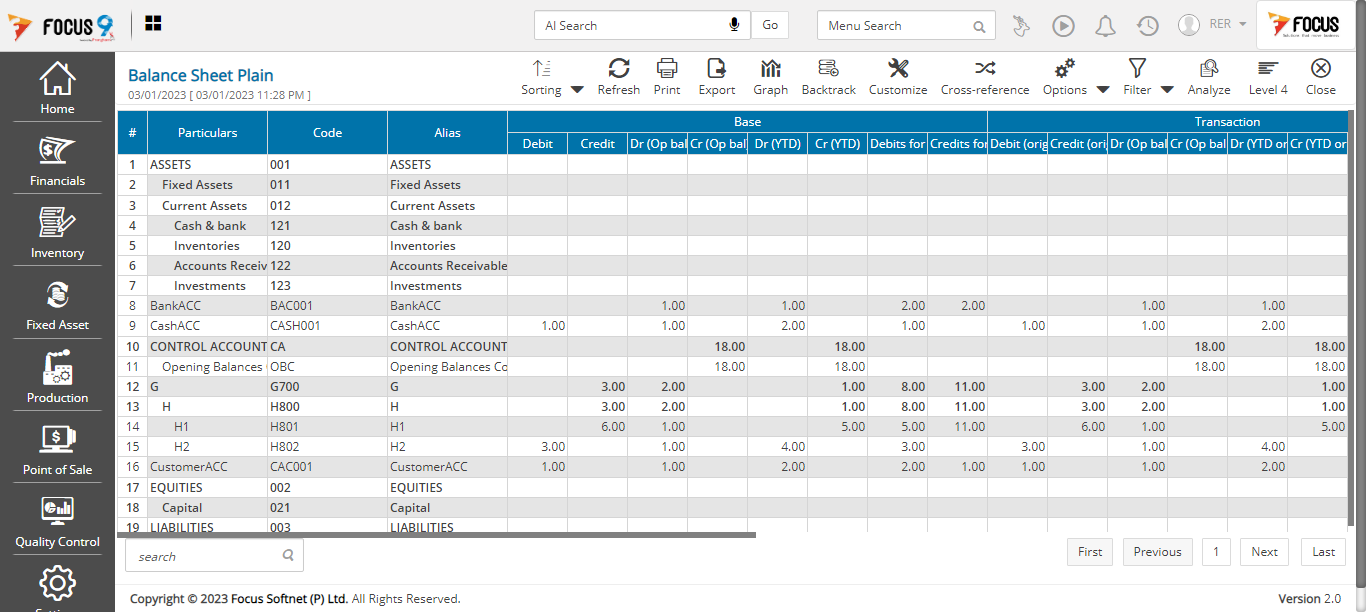 FOCUS 9
AI Search
Go
Menu Search
RER
FOCUS
Balance Sheet Plain
03/01/2023 [ 03/01/2023 11:28 PM ]
Sorting Refresh Print Export Graph Backtrack Customize Cross-reference Options Filter Analyze Level 4 Close
Home
Financials
Inventory
Fixed Asset
Production
Point of Sale
Quality Control
# Particulars Code Alias Base Transaction
Debit Credit Dr (Op bal Cr (Op bal Dr (YTD) Cr (YTD) Debits for Credits for Debit (orig Credit (ori Dr (Op bal Cr (Op bal Dr (YTD or Cr (YTD or
1 ASSETS 001 ASSETS
2 Fixed Assets 011 Fixed Assets
3 Current Assets 012 Current Assets
4 Cash & bank 121 Cash & bank
5 Inventories 120 Inventories
6 Accounts Receiv 122 Accounts Receivable
7 Investments 123 Investments
8 BankACC BAC001 BankACC 1.00 1.00 2.00 2.00 1.00 1.00
9 CashACC CASH001 CashACC 1.00 1.00 2.00 1.00 1.00 1.00 2.00
10 CONTROL ACCOUNT CA CONTROL ACCOUNT 18.00 18.00 18.00 18.00
11 Opening Balances OBC Opening Balances Co 18.00 18.00 18.00 18.00
12 G G700 G 3.00 2.00 1.00 8.00 11.00 3.00 2.00 1.00
13 H H800 H 3.00 2.00 1.00 8.00 11.00 3.00 2.00 1.00
14 H1 H801 H1 6.00 1.00 5.00 5.00 11.00 6.00 1.00 5.00
15 H2 H802 H2 3.00 1.00 4.00 3.00 3.00 1.00 4.00
16 CustomerACC CAC001 CustomerACC 1.00 1.00 2.00 2.00 1.00 1.00 1.00 2.00
17 EQUITIES 002 EQUITIES
18 Capital 021 Capital
19 LIABILITIES 003 LIABILITIES
search
First Previous 1 Next Last
Copyright © 2023 Focus Softnet (P) Ltd. All Rights Reserved.
Version 2.0